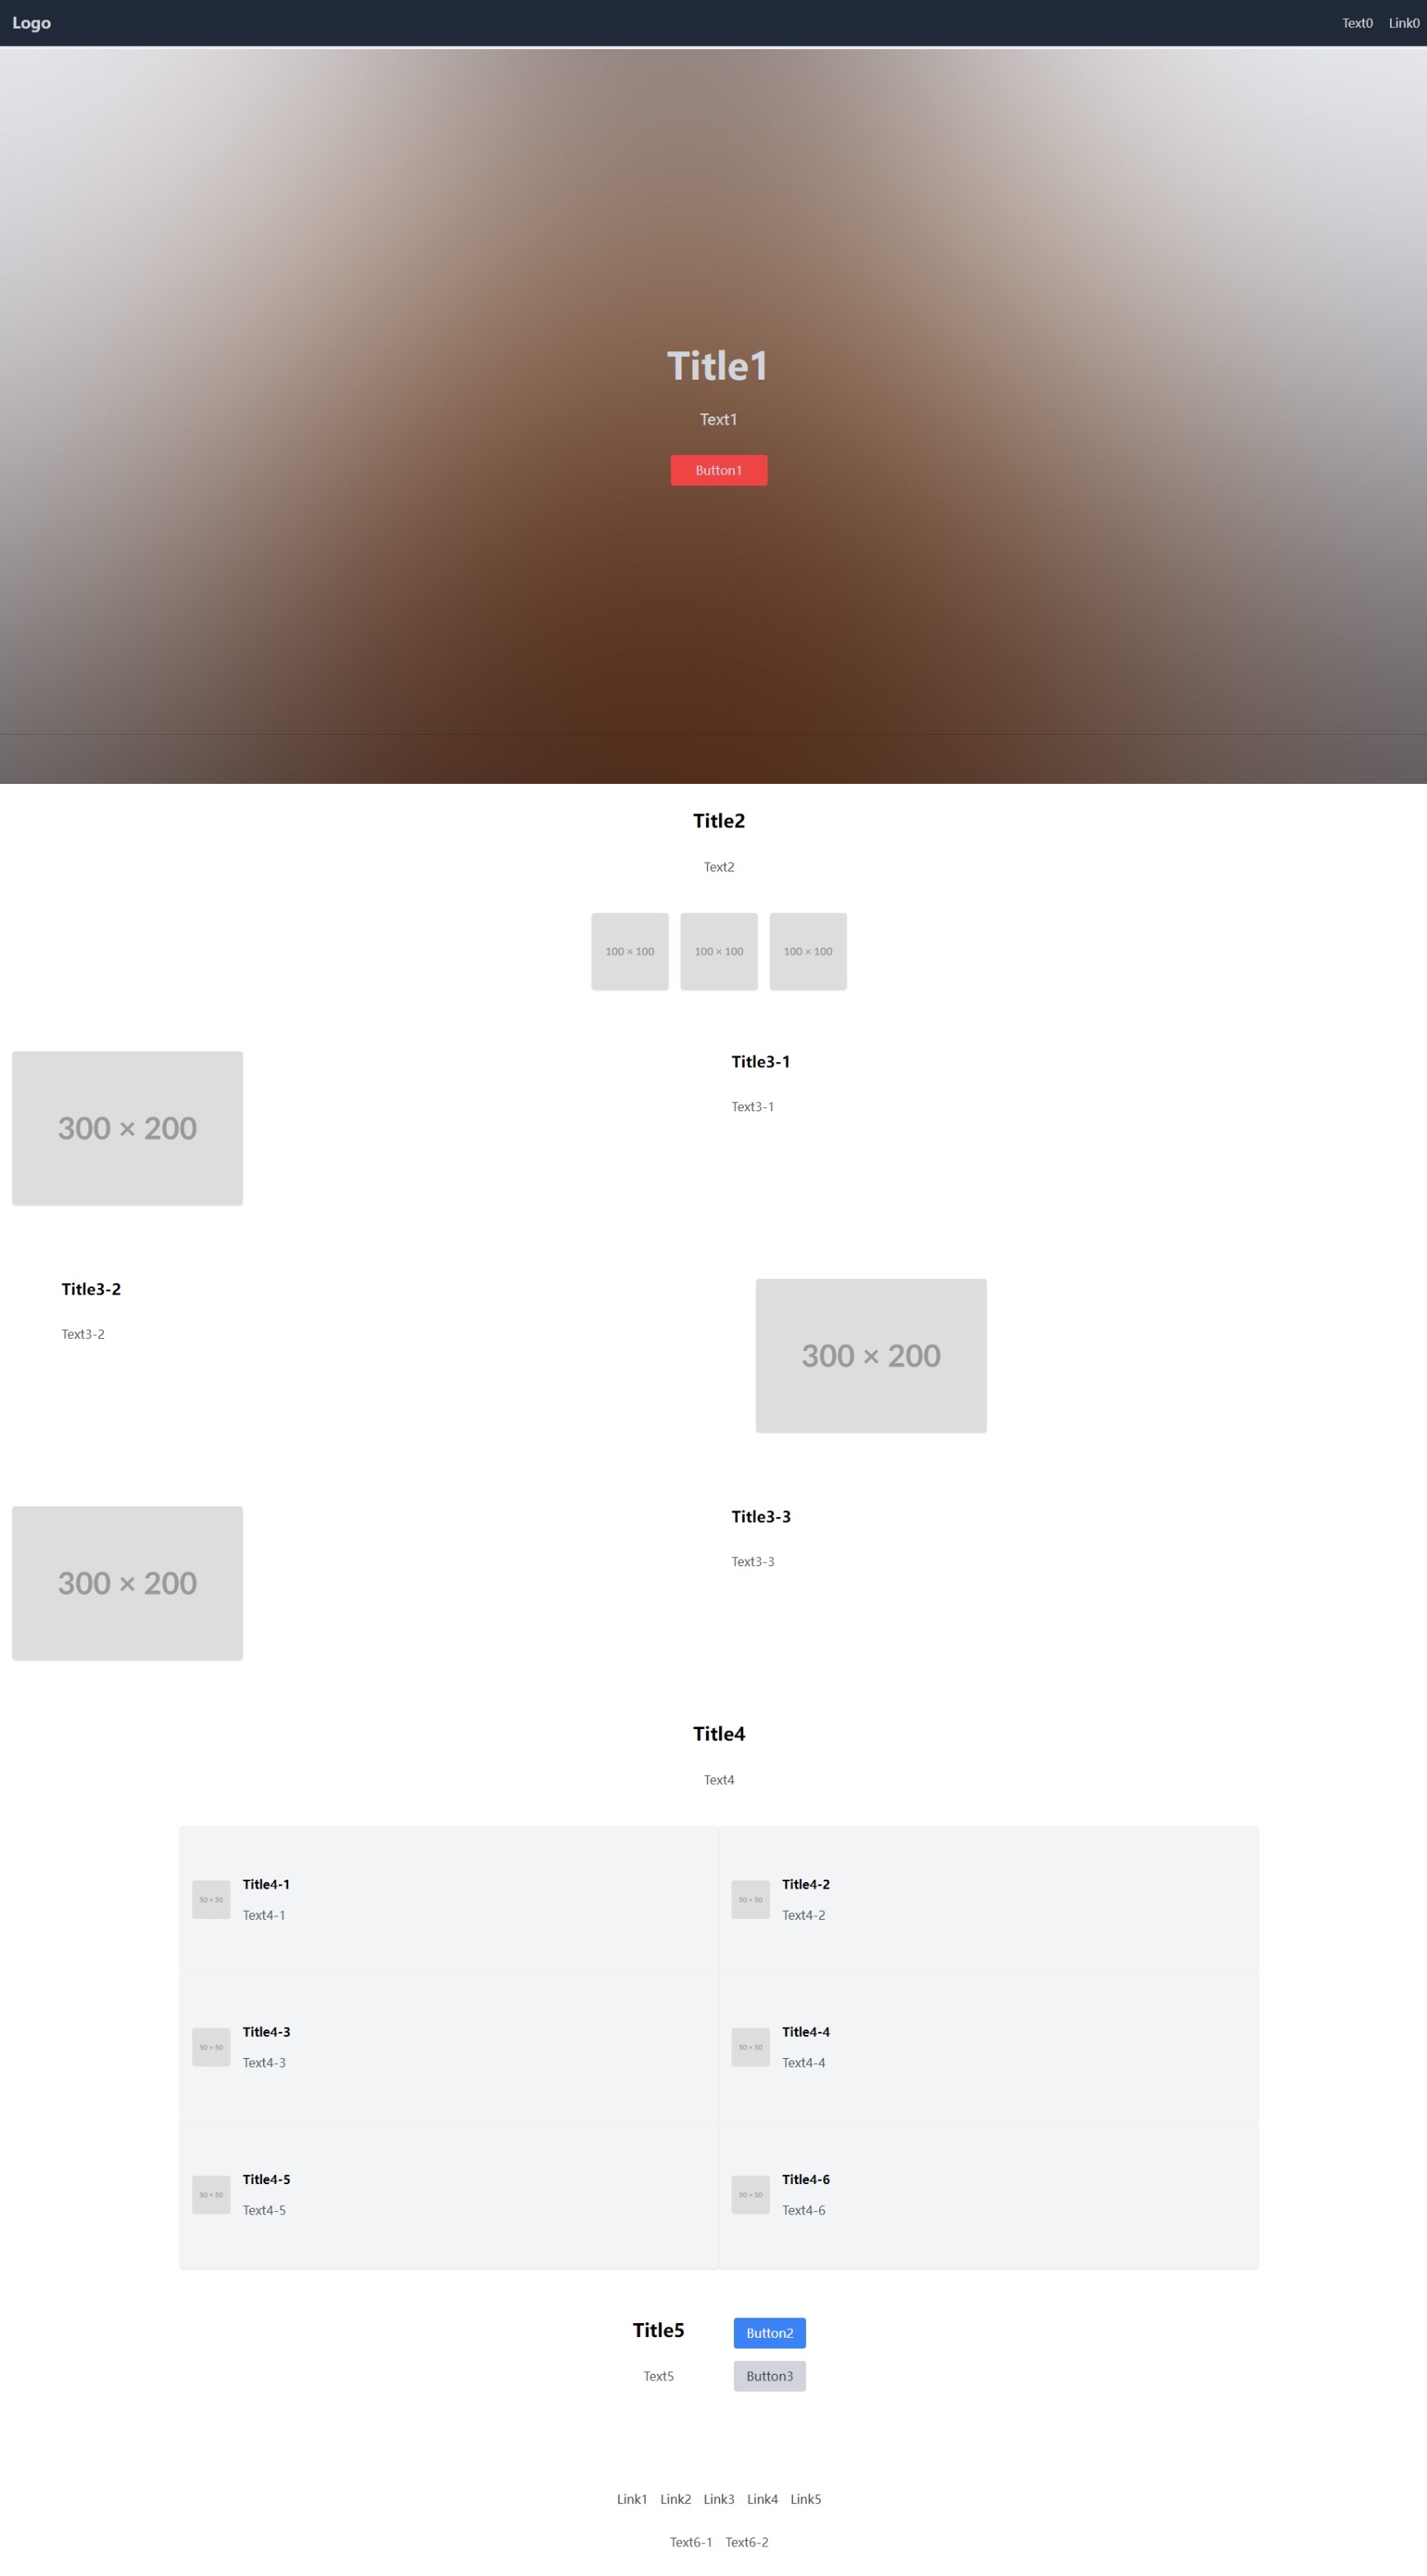 Logo Text0 Link0
Title1
Text1
Button1
Title2
Text2
100 × 100 100 × 100 100 × 100
300 × 200
Title3-1
Text3-1
Title3-2
Text3-2
300 × 200
300 × 200
Title3-3
Text3-3
Title4
Text4
50 × 50
Title4-1
Text4-1
50 × 50
Title4-2
Text4-2
50 × 50
Title4-3
Text4-3
50 × 50
Title4-4
Text4-4
50 × 50
Title4-5
Text4-5
50 × 50
Title4-6
Text4-6
Title5
Text5
Button2
Button3
Link1 Link2 Link3 Link4 Link5
Text6-1 Text6-2